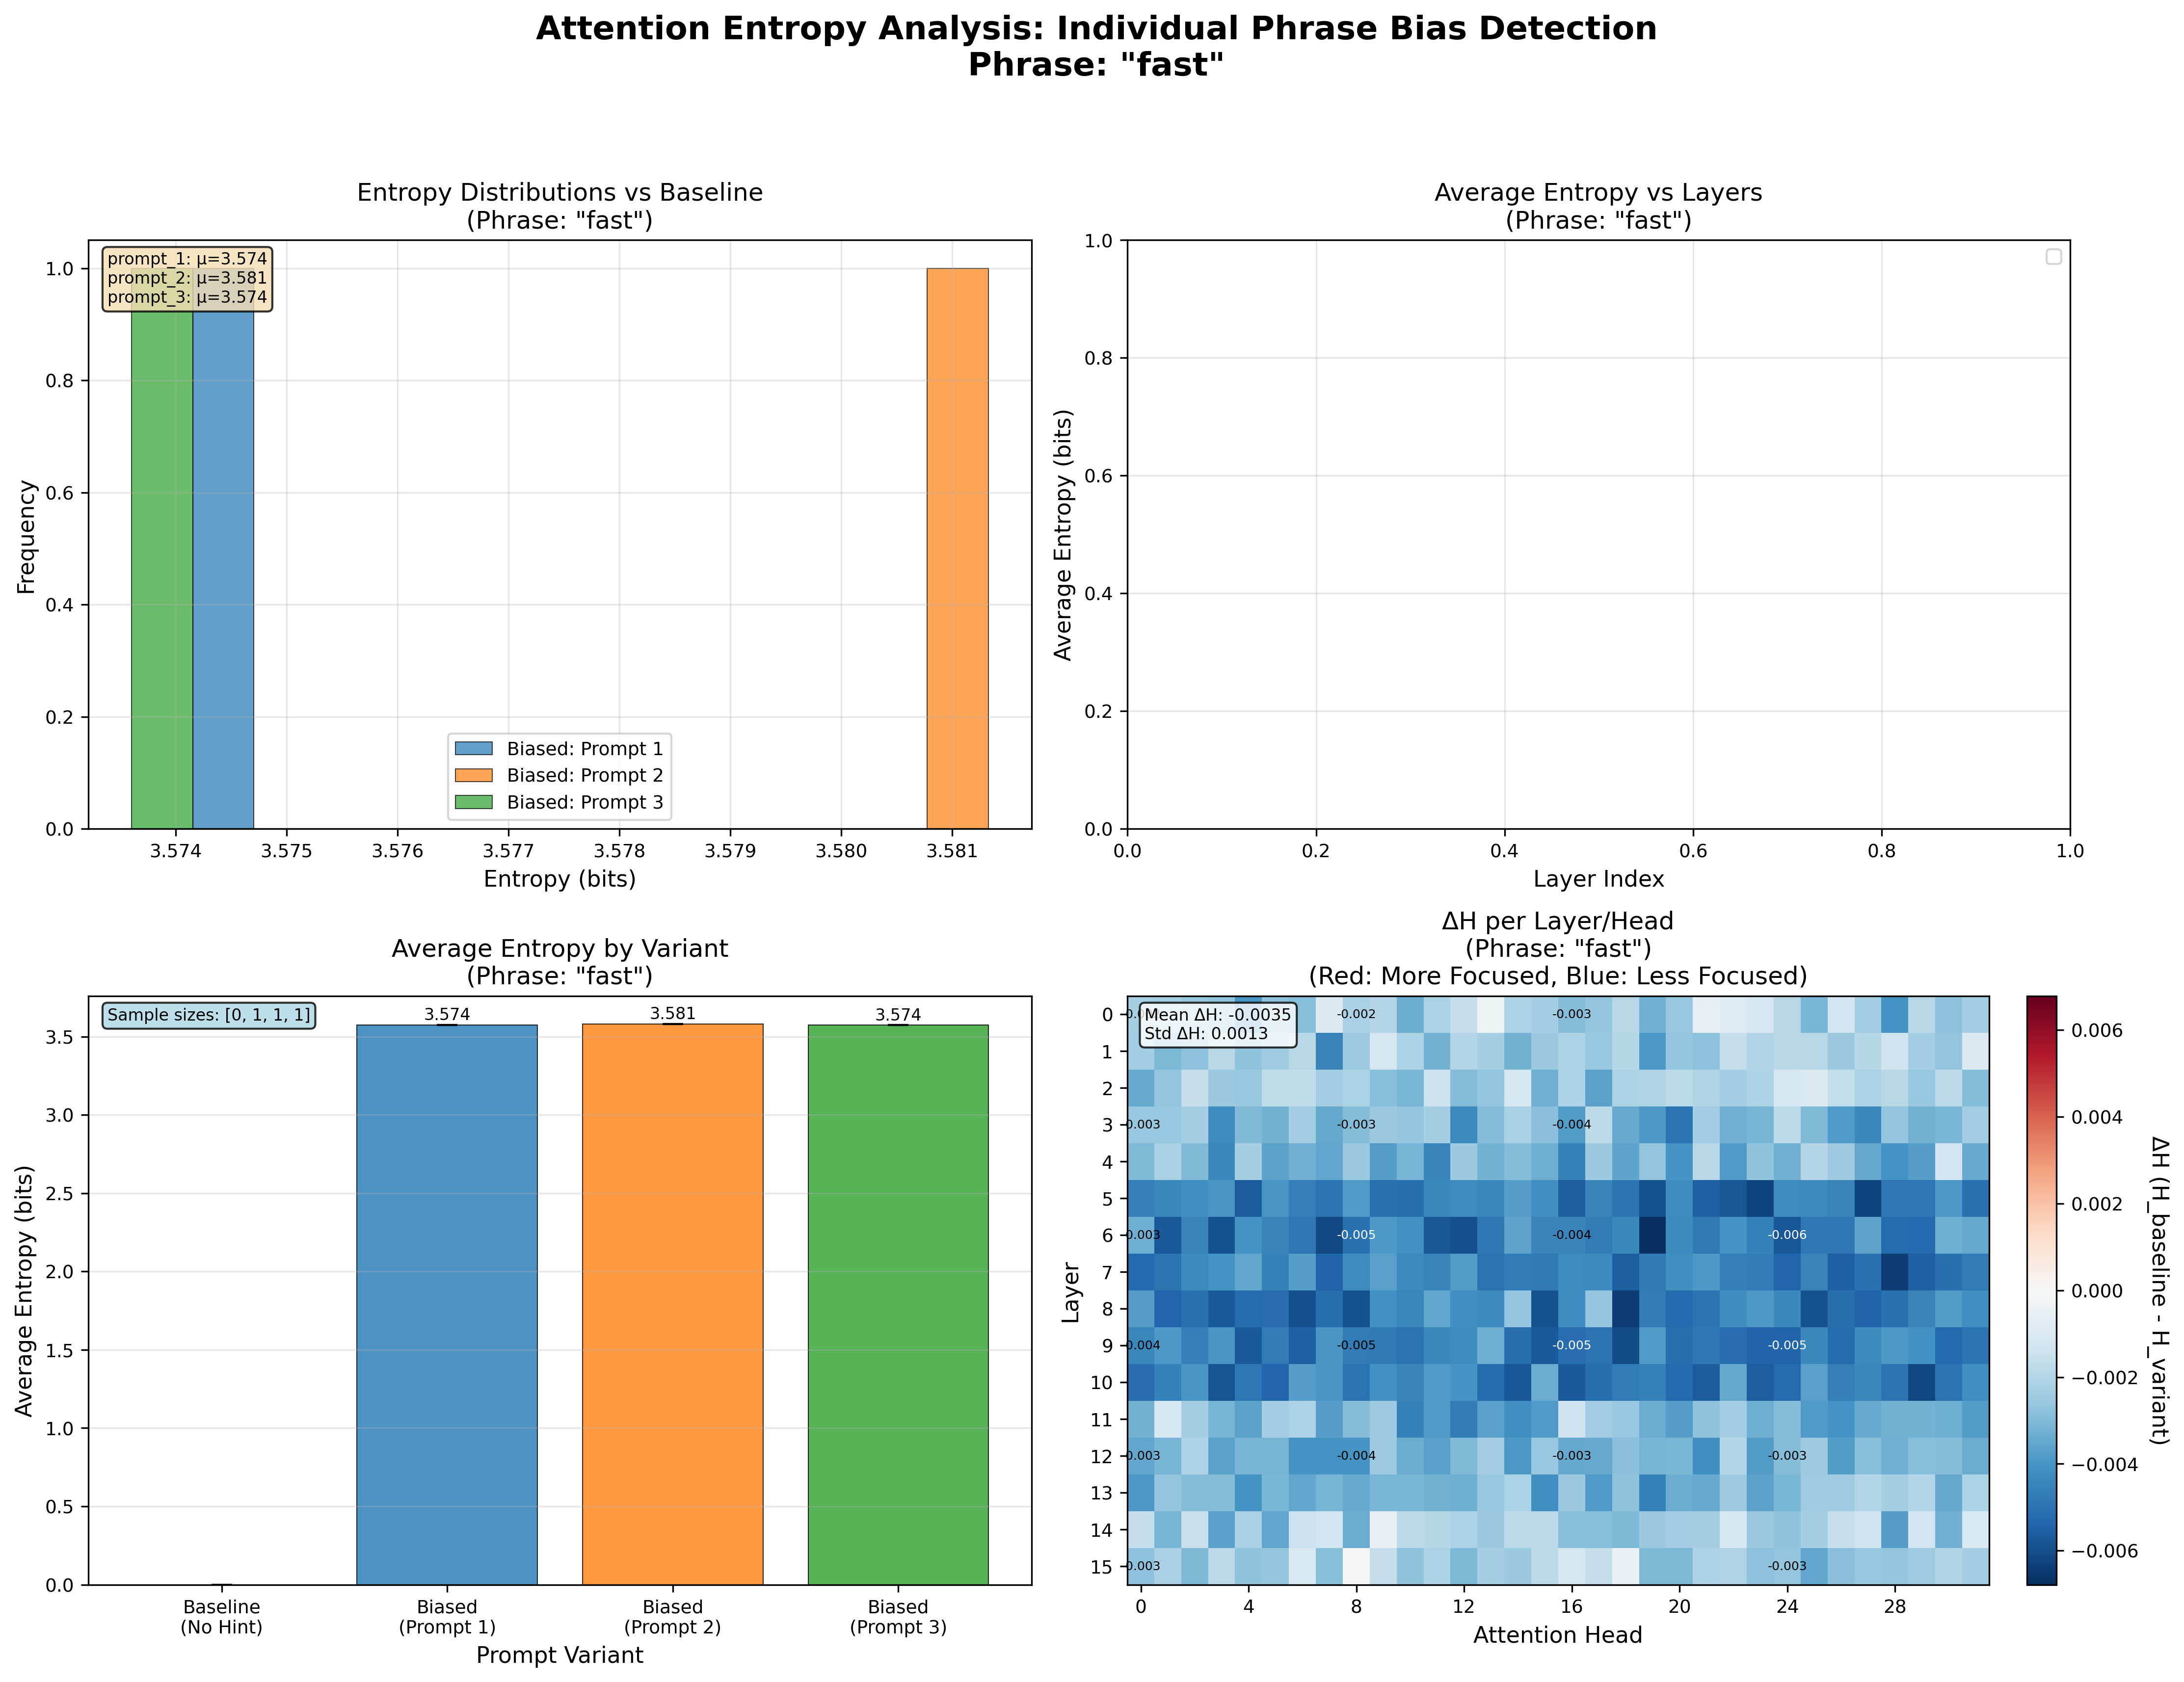 Attention Entropy Analysis: Individual Phrase Bias Detection
Phrase: "fast"
Entropy Distributions vs Baseline
(Phrase: "fast")
prompt_1: μ=3.574
prompt_2: μ=3.581
prompt_3: μ=3.574
Frequency
1.0
0.8
0.6
0.4
0.2
0.0
3.574 3.575 3.576 3.577 3.578 3.579 3.580 3.581
Entropy (bits)
Biased: Prompt 1
Biased: Prompt 2
Biased: Prompt 3
Average Entropy vs Layers
(Phrase: "fast")
Average Entropy (bits)
1.0
0.8
0.6
0.4
0.2
0.0
0.0 0.2 0.4 0.6 0.8 1.0
Layer Index
Average Entropy by Variant
(Phrase: "fast")
Sample sizes: [0, 1, 1, 1]
3.574 3.581 3.574
Average Entropy (bits)
3.5
3.0
2.5
2.0
1.5
1.0
0.5
0.0
Baseline
(No Hint)
Biased
(Prompt 1)
Biased
(Prompt 2)
Biased
(Prompt 3)
Prompt Variant
ΔH per Layer/Head
(Phrase: "fast")
(Red: More Focused, Blue: Less Focused)
Mean ΔH: -0.0035
Std ΔH: 0.0013
Layer
0 -0.002 -0.003
1
2
3 0.003 -0.003 -0.004
4
5
6 0.003 -0.005 -0.004 -0.006
7
8
9 0.004 -0.005 -0.005 -0.005
10
11
12 0.003 -0.004 -0.003 -0.003
13
14
15 0.003 -0.003
0 4 8 12 16 20 24 28
Attention Head
0.006
0.004
0.002
0.000
−0.002
−0.004
−0.006
ΔH (H_baseline - H_variant)